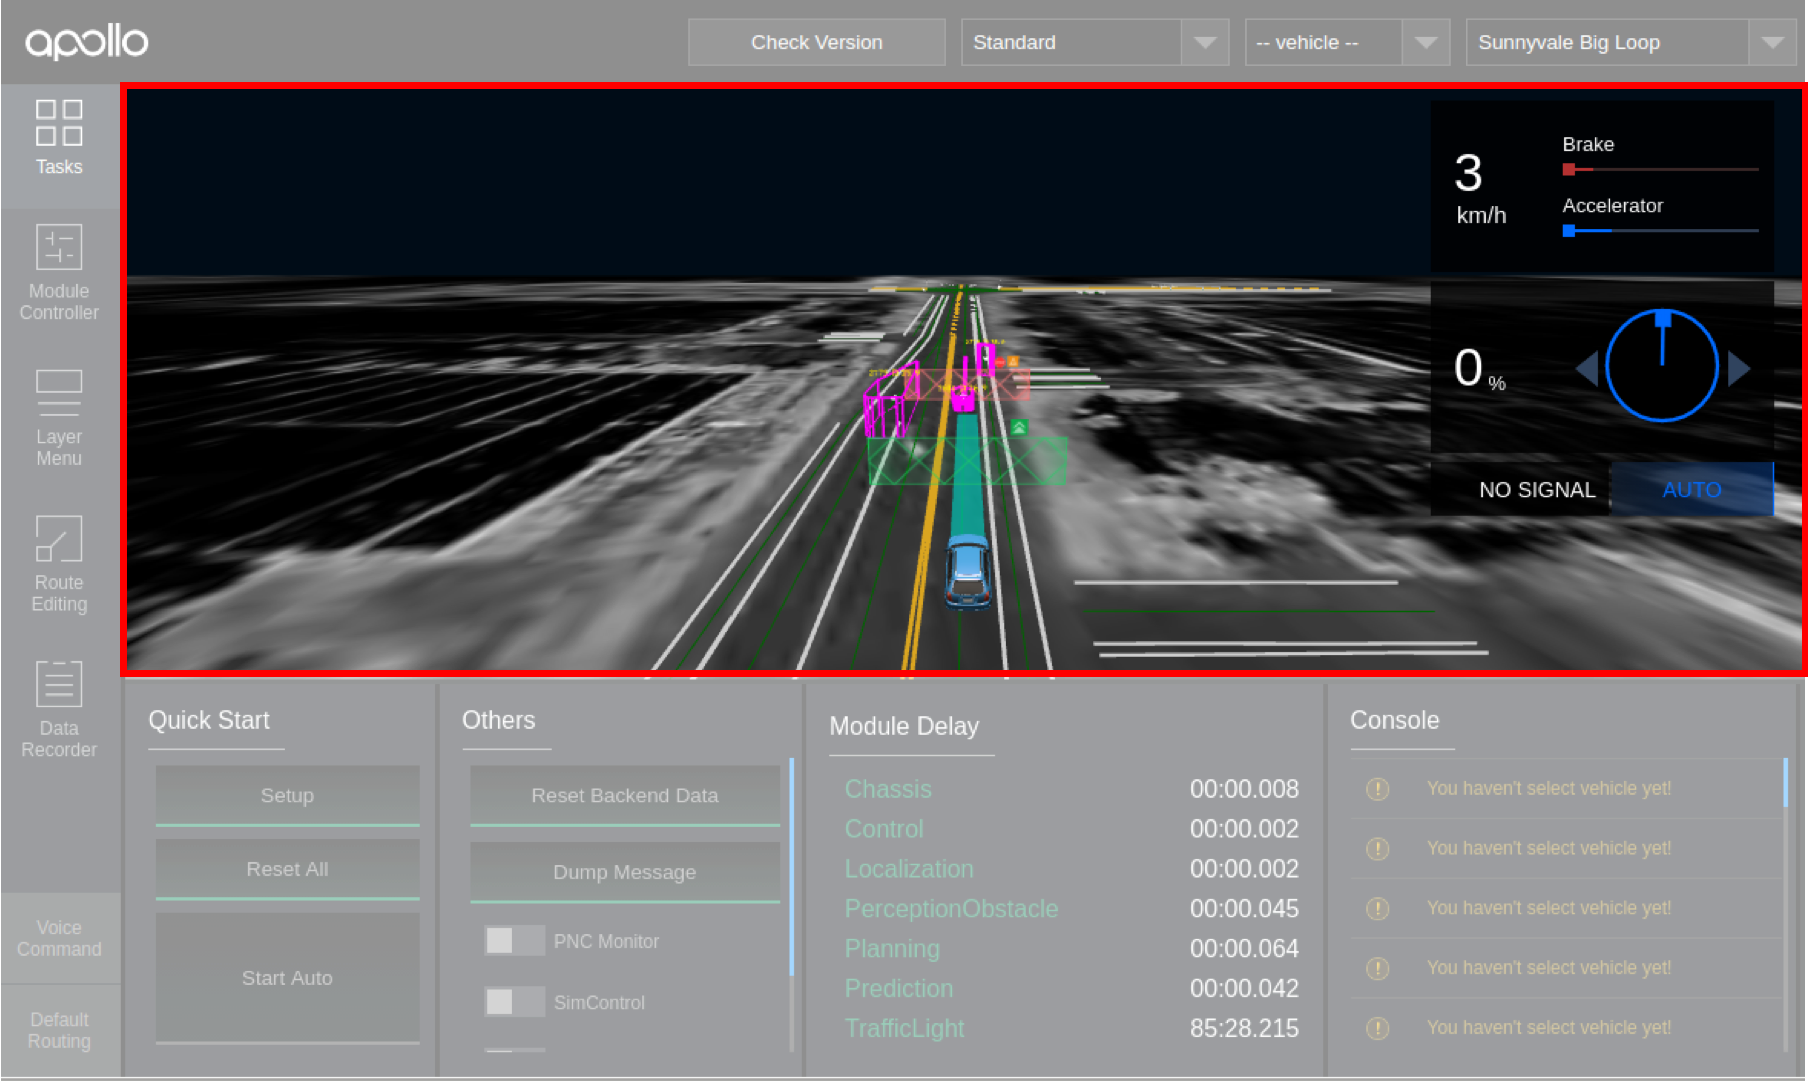 apollo
Check Version
Standard
-- vehicle --
Sunnyvale Big Loop
Tasks
Module
Controller
Layer
Menu
Route
Editing
Data
Recorder
Voice
Command
Default
Routing
3
km/h
Brake
Accelerator
0 %
NO SIGNAL
AUTO
Quick Start
Setup
Reset All
Start Auto
Others
Reset Backend Data
Dump Message
PNC Monitor
SimControl
Module Delay
Chassis 00:00.008
Control 00:00.002
Localization 00:00.002
PerceptionObstacle 00:00.045
Planning 00:00.064
Prediction 00:00.042
TrafficLight 85:28.215
Console
You haven't select vehicle yet!
You haven't select vehicle yet!
You haven't select vehicle yet!
You haven't select vehicle yet!
You haven't select vehicle yet!